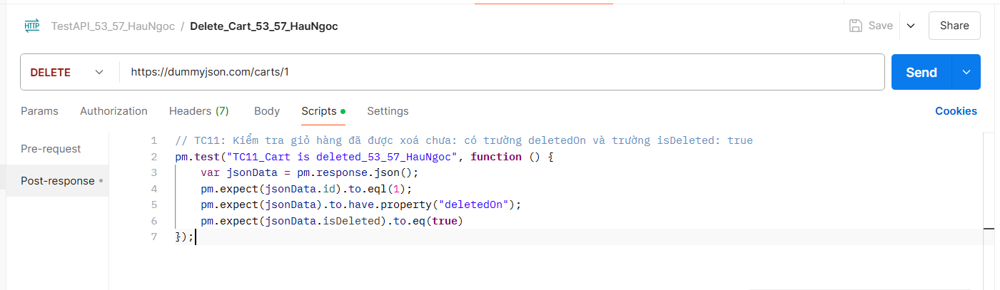 HTTP TestAPI_53_57_HauNgoc / Delete_Cart_53_57_HauNgoc Save Share
DELETE https://dummyjson.com/carts/1 Send
Params Authorization Headers (7) Body Scripts Settings Cookies
Pre-request
Post-response
1 // TC11: Kiểm tra giỏ hàng đã được xoá chưa: có trường deletedOn và trường isDeleted: true
2 pm.test("TC11_Cart is deleted_53_57_HauNgoc", function () {
3 var jsonData = pm.response.json();
4 pm.expect(jsonData.id).to.eql(1);
5 pm.expect(jsonData).to.have.property("deletedOn");
6 pm.expect(jsonData.isDeleted).to.eq(true)
7 });